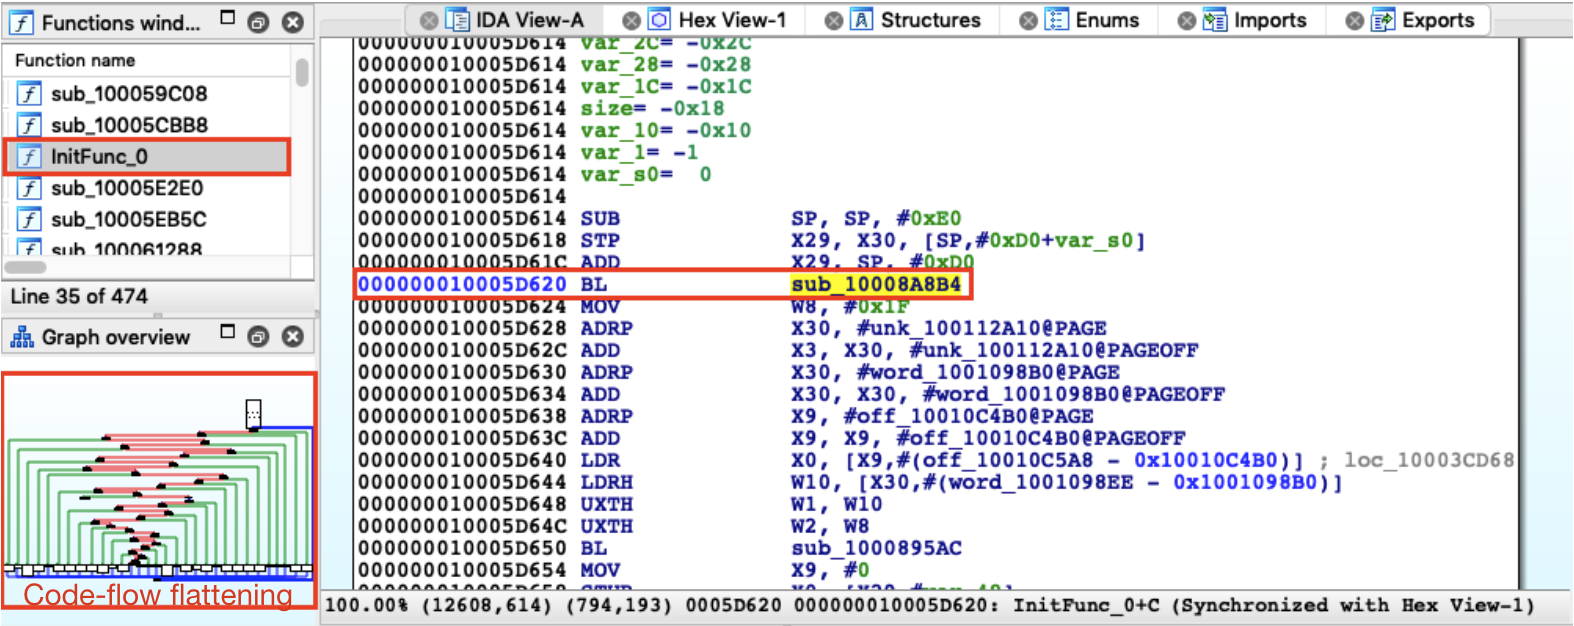 Functions wind...
Function name
sub_100059C08
sub_10005CBB8
InitFunc_0
sub_10005E2E0
sub_10005EB5C
sub_100061288
Line 35 of 474
Graph overview
Code-flow flattening
IDA View-A
Hex View-1
Structures
Enums
Imports
Exports
000000010005D614 var_2C= -0x2C
000000010005D614 var_28= -0x28
000000010005D614 var_1C= -0x1C
000000010005D614 size= -0x18
000000010005D614 var_10= -0x10
000000010005D614 var_1= -1
000000010005D614 var_s0= 0
000000010005D614
000000010005D614 SUB SP, SP, #0xE0
000000010005D618 STP X29, X30, [SP,#0xD0+var_s0]
000000010005D61C ADD X29, SP, #0xD0
000000010005D620 BL sub_10008A8B4
000000010005D624 MOV W8, #0x1F
000000010005D628 ADRP X30, #unk_100112A10@PAGE
000000010005D62C ADD X3, X30, #unk_100112A10@PAGEOFF
000000010005D630 ADRP X30, #word_1001098B0@PAGE
000000010005D634 ADD X30, X30, #word_1001098B0@PAGEOFF
000000010005D638 ADRP X9, #off_10010C4B0@PAGE
000000010005D63C ADD X9, X9, #off_10010C4B0@PAGEOFF
000000010005D640 LDR X0, [X9,#(off_10010C5A8 - 0x10010C4B0)] ; loc_10003CD68
000000010005D644 LDRH W10, [X30,#(word_1001098EE - 0x1001098B0)]
000000010005D648 UXTH W1, W10
000000010005D64C UXTH W2, W8
000000010005D650 BL sub_1000895AC
000000010005D654 MOV X9, #0
100.00% (12608,614) (794,193) 0005D620 000000010005D620: InitFunc_0+C (Synchronized with Hex View-1)